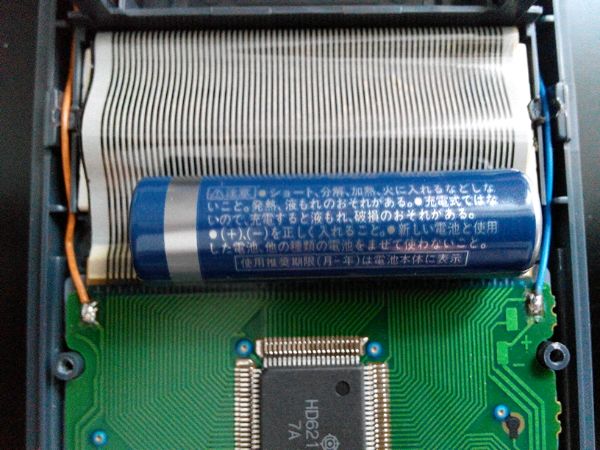 ⚠注意 ●ショート、分解、加熱、火に入れるなどしな
いこと。発熱、液もれのおそれがある。●充電式ではな
いので、充電すると液もれ、破損のおそれがある。
●(+)、(−)を正しく入れること。●新しい電池と使用
した電池、他の種類の電池をまぜて使わないこと。
使用推奨期限(月-年)は電池本体に表示
+
−
HD621
7A